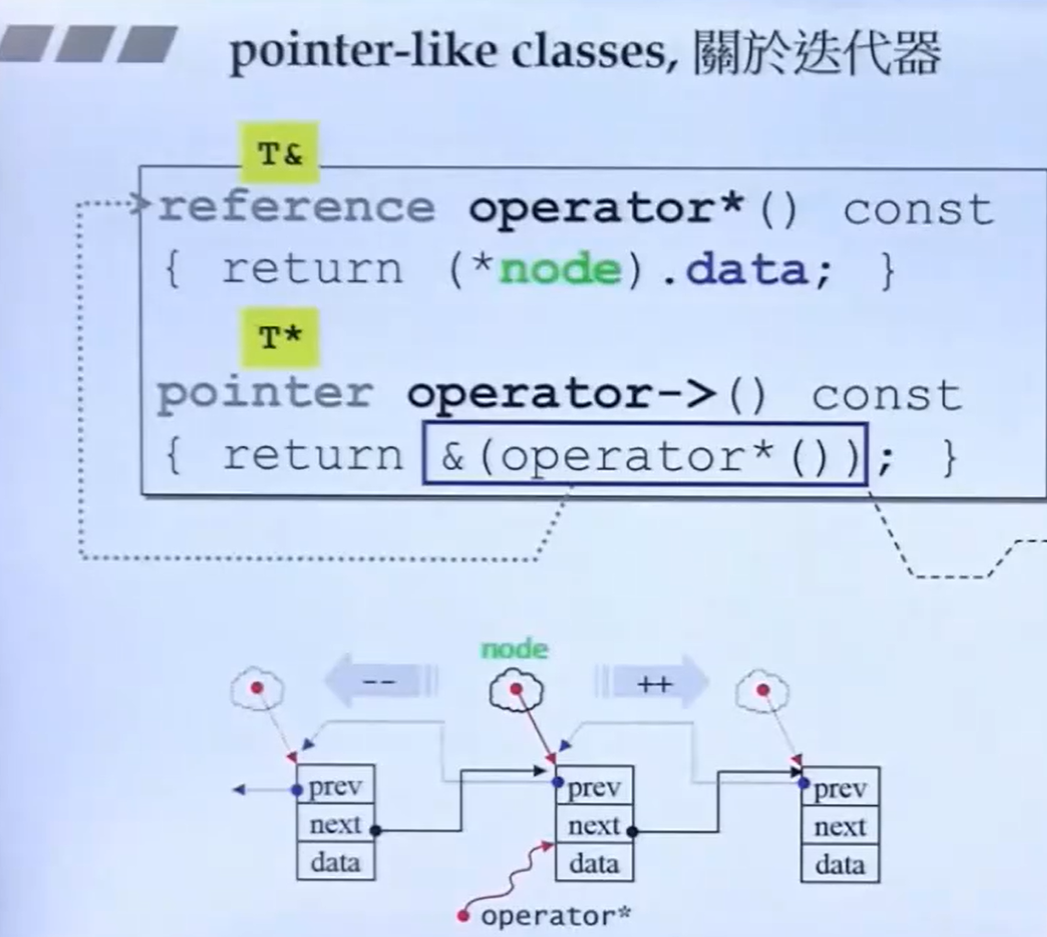 pointer-like classes, 關於迭代器
T&
reference operator*() const
{ return (*node).data; }
T*
pointer operator->() const
{ return &(operator*()); }
node
--
++
prev
next
data
prev
next
data
prev
next
data
operator*